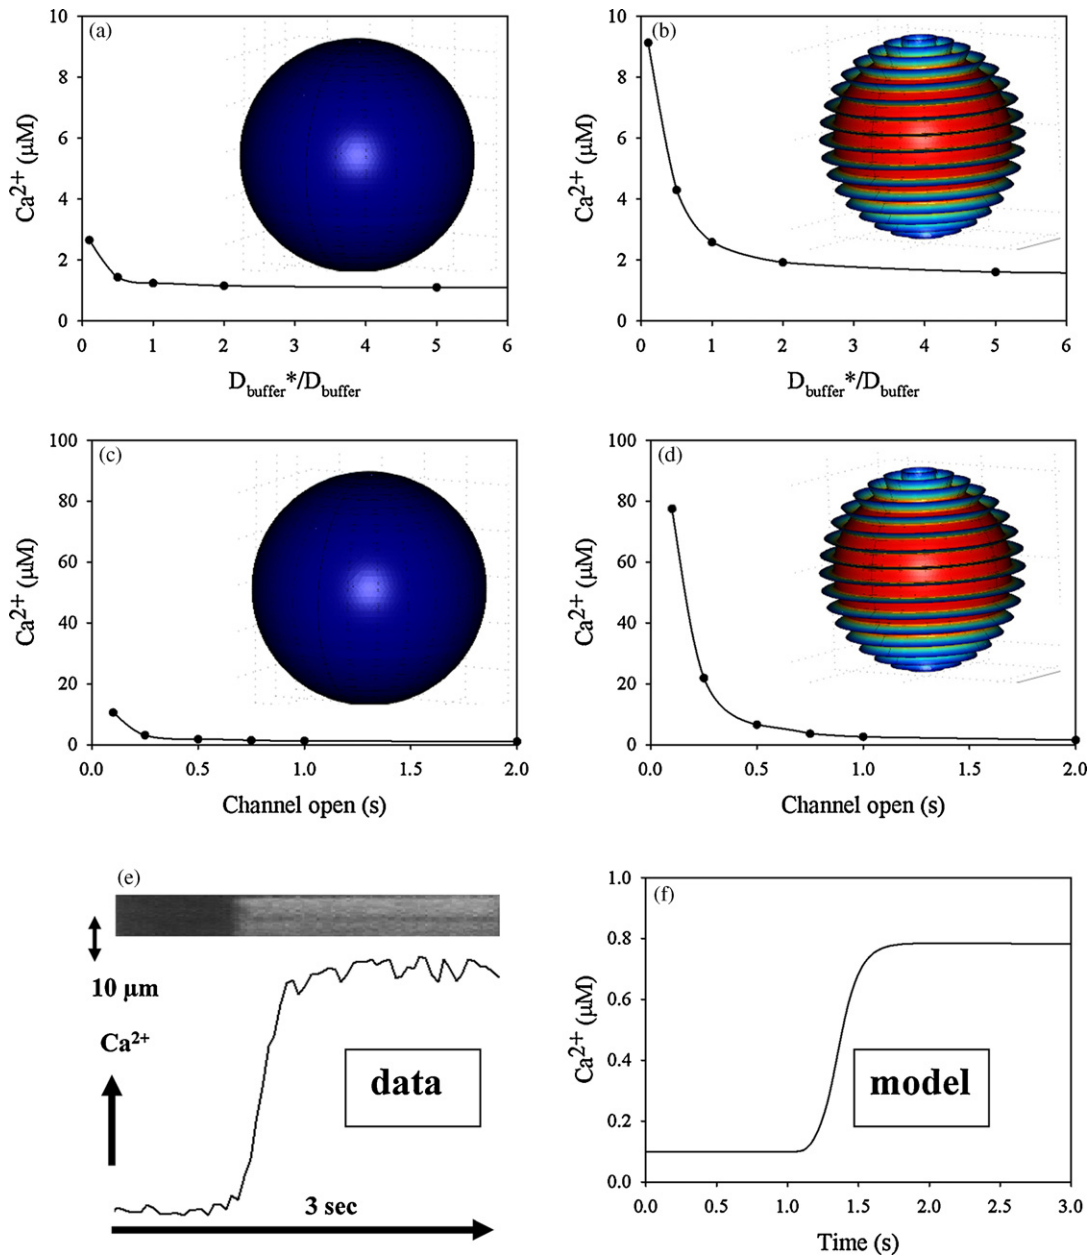 (a)
10
8
6
4
2
0
Ca2+ (μM)
0 1 2 3 4 5 6
Dbuffer*/Dbuffer
(b)
10
8
6
4
2
0
Ca2+ (μM)
0 1 2 3 4 5 6
Dbuffer*/Dbuffer
(c)
100
80
60
40
20
0
Ca2+ (μM)
0.0 0.5 1.0 1.5 2.0
Channel open (s)
(d)
100
80
60
40
20
0
Ca2+ (μM)
0.0 0.5 1.0 1.5 2.0
Channel open (s)
(e)
10 μm
Ca2+
data
3 sec
(f)
1.0
0.8
0.6
0.4
0.2
0.0
Ca2+ (μM)
model
0.0 0.5 1.0 1.5 2.0 2.5 3.0
Time (s)